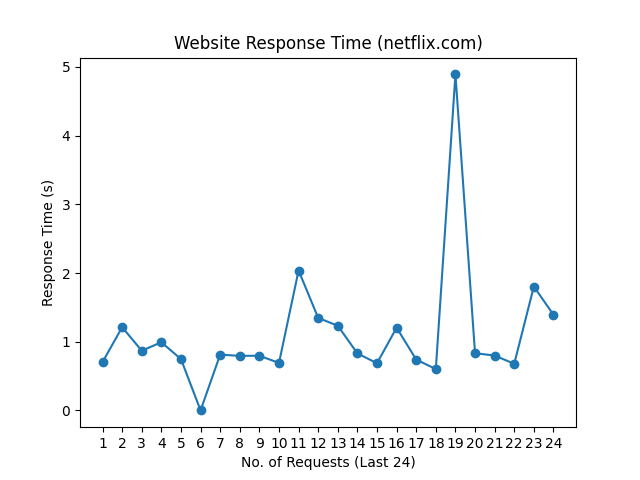 Website Response Time (netflix.com)
Response Time (s)
5
4
3
2
1
0
1 2 3 4 5 6 7 8 9 10 11 12 13 14 15 16 17 18 19 20 21 22 23 24
No. of Requests (Last 24)